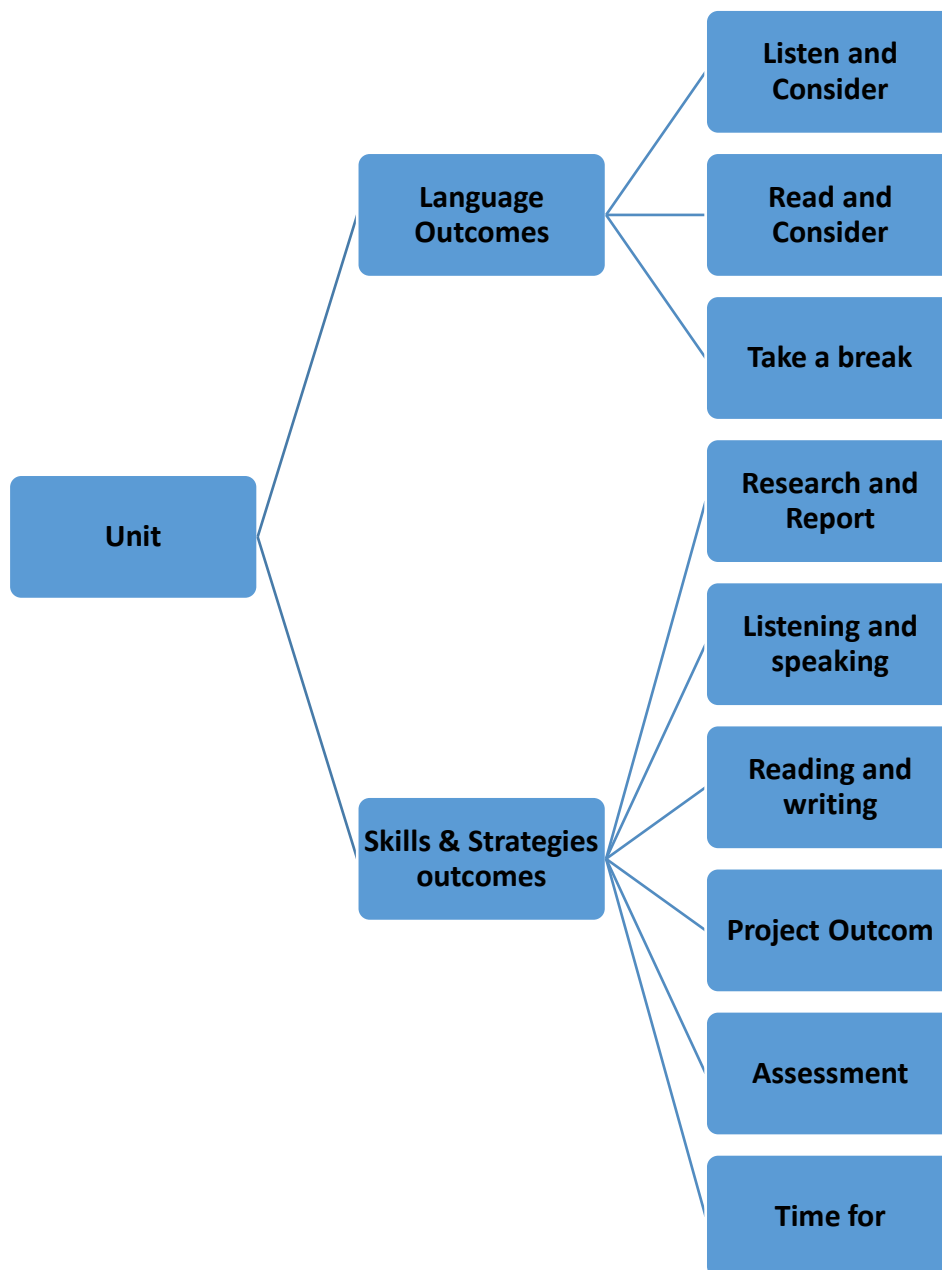 Unit
Language
Outcomes
Listen and
Consider
Read and
Consider
Take a break
Skills & Strategies
outcomes
Research and
Report
Listening and
speaking
Reading and
writing
Project Outcom
Assessment
Time for